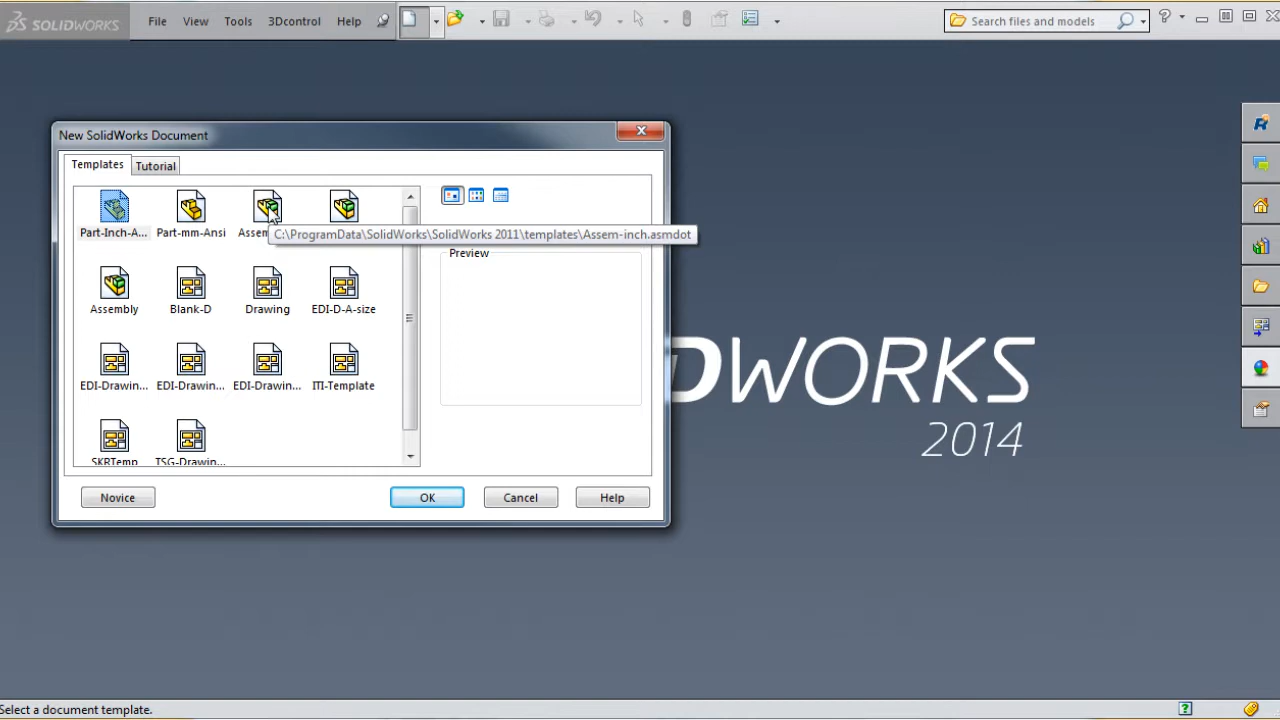 SOLIDWORKS File View Tools 3Dcontrol Help Search files and models
New SolidWorks Document
Templates Tutorial
Part-Inch-A... Part-mm-Ansi Assem
C:\ProgramData\SolidWorks\SolidWorks 2011\templates\Assem-inch.asmdot
Preview
Assembly Blank-D Drawing EDI-D-A-size
EDI-Drawin... EDI-Drawin... EDI-Drawin... ITI-Template
SKRTemp TSG-Drawin...
Novice OK Cancel Help
DWORKS
2014
Select a document template.